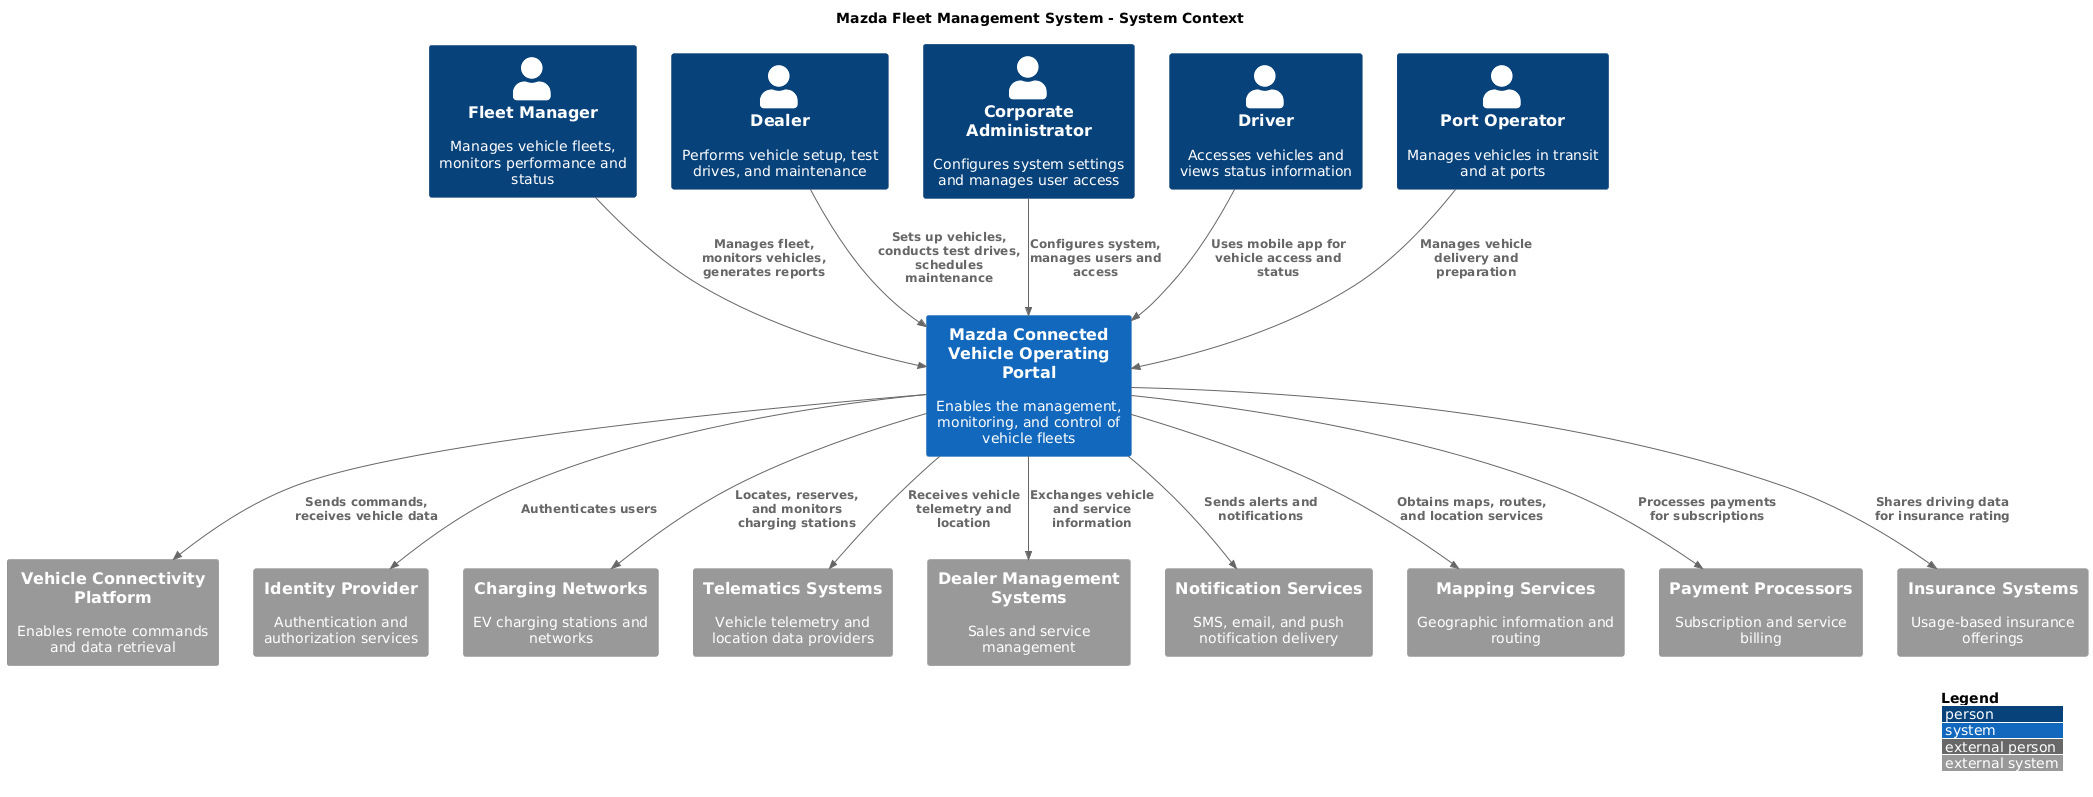 Mazda Fleet Management System - System Context
Fleet Manager
Manages vehicle fleets,
monitors performance and
status
Dealer
Performs vehicle setup, test
drives, and maintenance
Corporate
Administrator
Configures system settings
and manages user access
Driver
Accesses vehicles and
views status information
Port Operator
Manages vehicles in transit
and at ports
Manages fleet,
monitors vehicles,
generates reports
Sets up vehicles,
conducts test drives,
schedules
maintenance
Configures system,
manages users and
access
Uses mobile app for
vehicle access and
status
Manages vehicle
delivery and
preparation
Mazda Connected
Vehicle Operating
Portal
Enables the management,
monitoring, and control of
vehicle fleets
Sends commands,
receives vehicle data
Authenticates users
Locates, reserves,
and monitors
charging stations
Receives vehicle
telemetry and
location
Exchanges vehicle
and service
information
Sends alerts and
notifications
Obtains maps, routes,
and location services
Processes payments
for subscriptions
Shares driving data
for insurance rating
Vehicle Connectivity
Platform
Enables remote commands
and data retrieval
Identity Provider
Authentication and
authorization services
Charging Networks
EV charging stations and
networks
Telematics Systems
Vehicle telemetry and
location data providers
Dealer Management
Systems
Sales and service
management
Notification Services
SMS, email, and push
notification delivery
Mapping Services
Geographic information and
routing
Payment Processors
Subscription and service
billing
Insurance Systems
Usage-based insurance
offerings
Legend
person
system
external person
external system